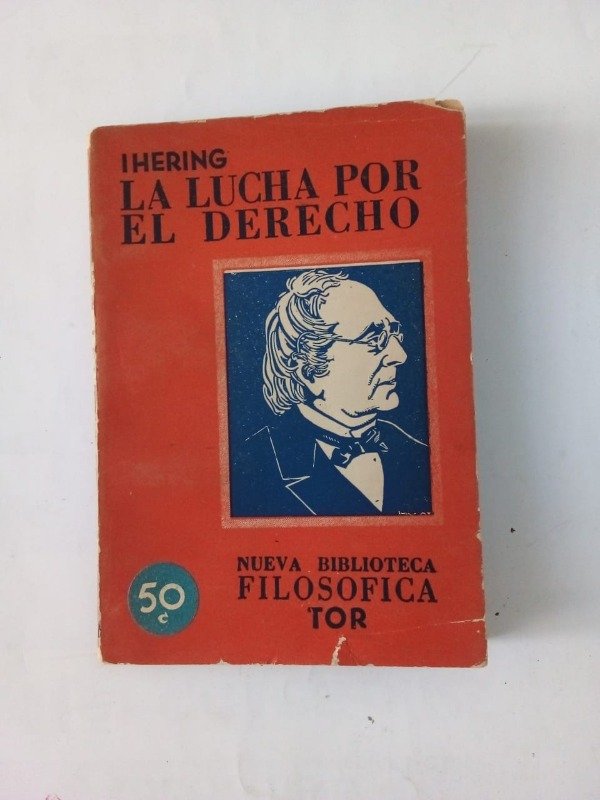 IHERING
LA LUCHA POR
EL DERECHO
NUEVA BIBLIOTECA
FILOSOFICA
TOR
50
c